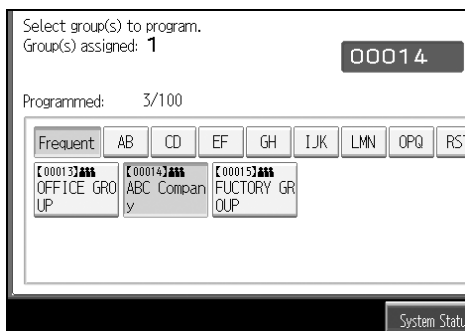 Select group(s) to program.
Group(s) assigned: 1
00014
Programmed: 3/100
Frequent AB CD EF GH IJK LMN OPQ RST
【00013】 【00014】 【00015】
OFFICE GRO ABC Compan FUCTORY GR
UP y OUP
System Statu